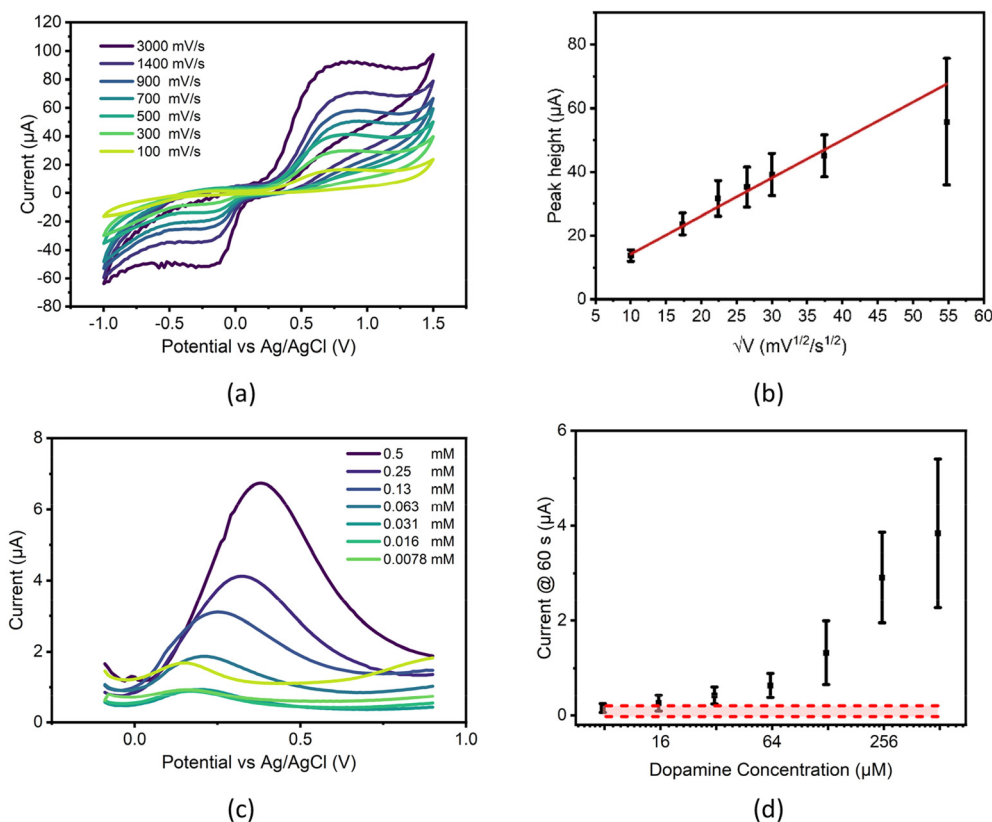 120
100
80
60
40
20
0
-20
-40
-60
-80
Current (µA)
3000 mV/s
1400 mV/s
900 mV/s
700 mV/s
500 mV/s
300 mV/s
100 mV/s
-1.0 -0.5 0.0 0.5 1.0 1.5
Potential vs Ag/AgCl (V)
(a)
80
60
40
20
0
Peak height (µA)
5 10 15 20 25 30 35 40 45 50 55 60
√V (mV1/2/s1/2)
(b)
8
6
4
2
0
Current (µA)
0.5 mM
0.25 mM
0.13 mM
0.063 mM
0.031 mM
0.016 mM
0.0078 mM
0.0 0.5 1.0
Potential vs Ag/AgCl (V)
(c)
6
4
2
0
Current @ 60 s (µA)
16 64 256
Dopamine Concentration (µM)
(d)